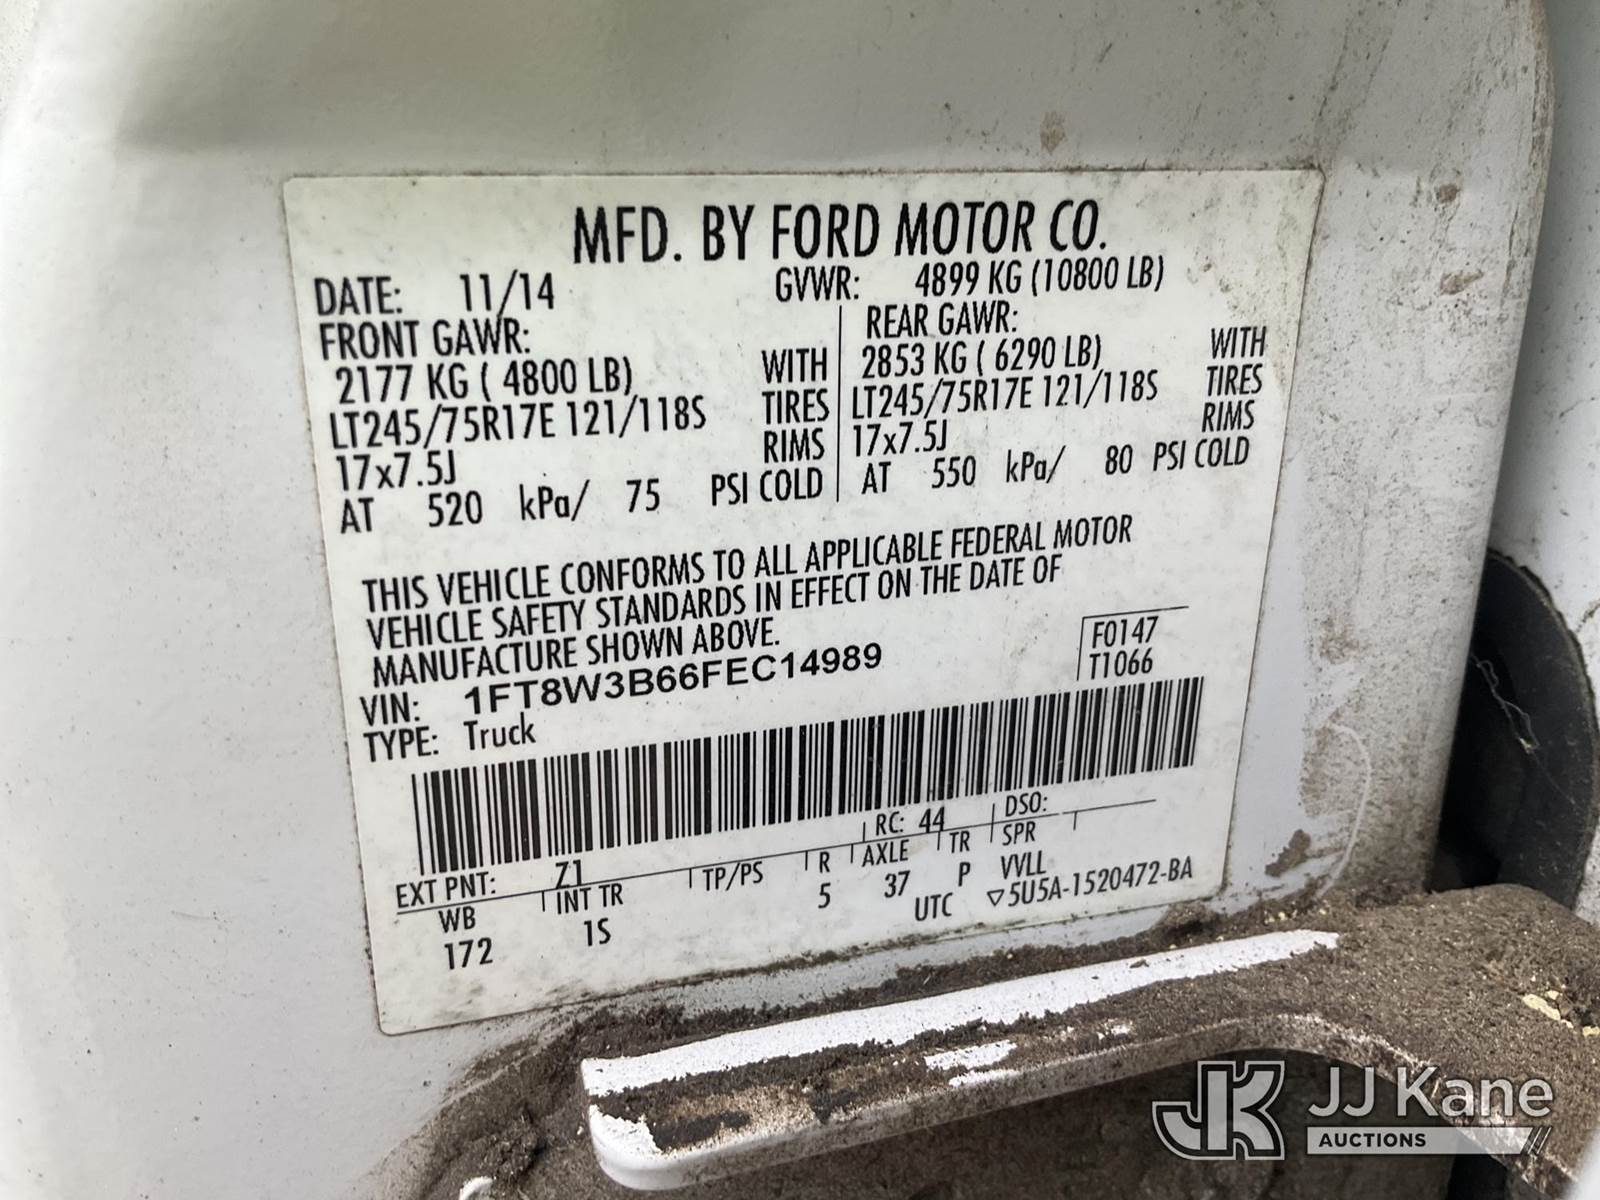 MFD. BY FORD MOTOR CO.
DATE: 11/14 GVWR: 4899 KG (10800 LB)
FRONT GAWR: REAR GAWR:
2177 KG ( 4800 LB) WITH 2853 KG ( 6290 LB) WITH
LT245/75R17E 121/118S TIRES LT245/75R17E 121/118S TIRES
17x7.5J RIMS 17x7.5J RIMS
AT 520 kPa/ 75 PSI COLD AT 550 kPa/ 80 PSI COLD
THIS VEHICLE CONFORMS TO ALL APPLICABLE FEDERAL MOTOR
VEHICLE SAFETY STANDARDS IN EFFECT ON THE DATE OF
MANUFACTURE SHOWN ABOVE.
VIN: 1FT8W3B66FEC14989 F0147
TYPE: Truck T1066
EXT PNT: Z1 RC: 44 DSO:
WB INT TR TP/PS R AXLE TR SPR
172 1S 5 37 P VVLL
UTC ▽5U5A-1520472-BA
JK JJ Kane
AUCTIONS